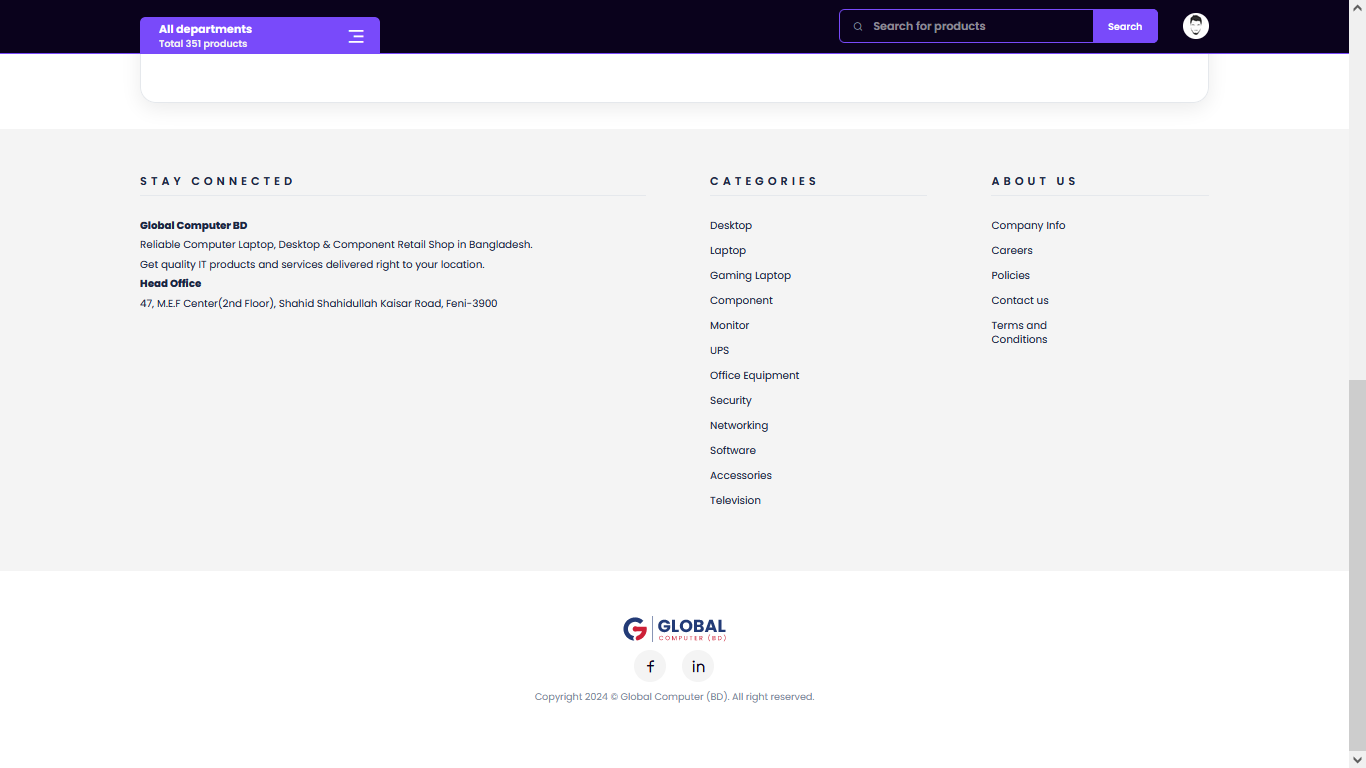 All departments
Total 351 products
Search for products
Search
STAY CONNECTED
Global Computer BD
Reliable Computer Laptop, Desktop & Component Retail Shop in Bangladesh.
Get quality IT products and services delivered right to your location.
Head Office
47, M.E.F Center(2nd Floor), Shahid Shahidullah Kaisar Road, Feni-3900
CATEGORIES
Desktop
Laptop
Gaming Laptop
Component
Monitor
UPS
Office Equipment
Security
Networking
Software
Accessories
Television
ABOUT US
Company Info
Careers
Policies
Contact us
Terms and
Conditions
GLOBAL
COMPUTER (BD)
f
in
Copyright 2024 © Global Computer (BD). All right reserved.